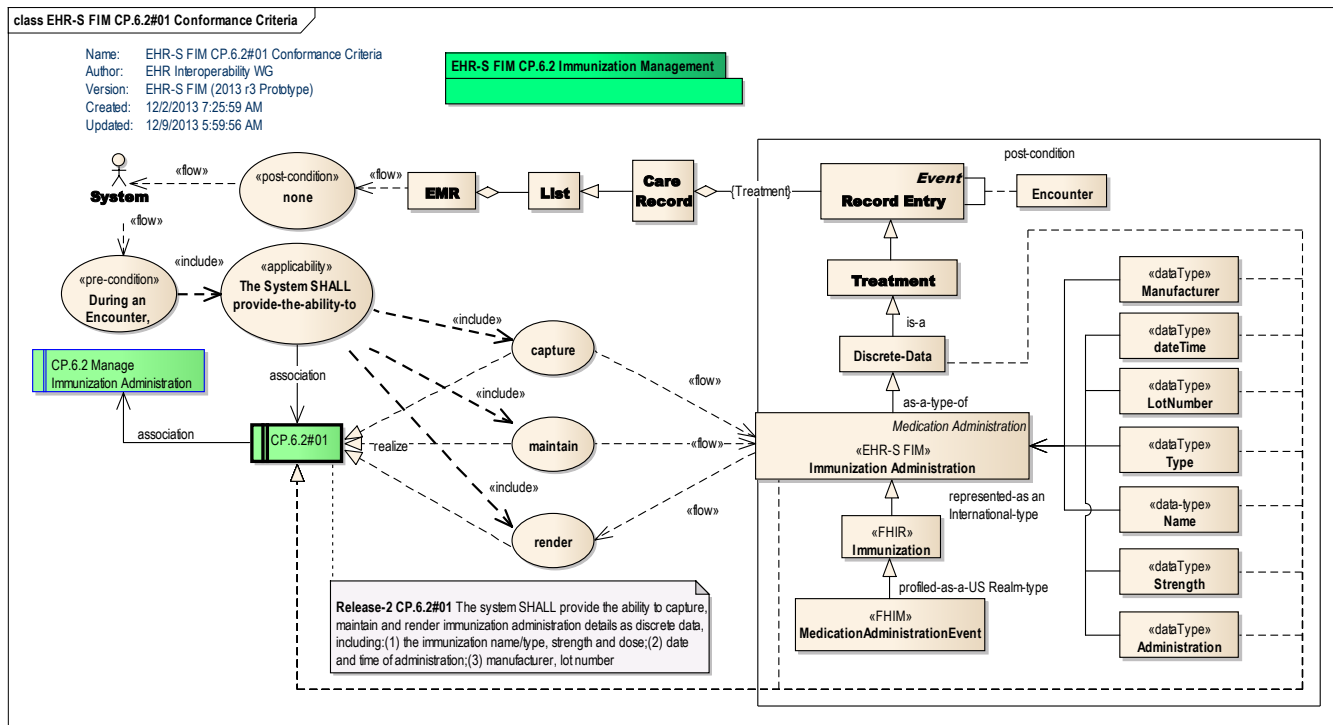 class EHR-S FIM CP.6.2#01 Conformance Criteria
Name: EHR-S FIM CP.6.2#01 Conformance Criteria
Author: EHR Interoperability WG
Version: EHR-S FIM (2013 r3 Prototype)
Created: 12/2/2013 7:25:59 AM
Updated: 12/9/2013 5:59:56 AM
EHR-S FIM CP.6.2 Immunization Management
System
«flow»
«post-condition»
none
«flow»
EMR
List
Care
Record
{Treatment}
Event
Record Entry
post-condition
Encounter
«flow»
«pre-condition»
During an
Encounter,
«include»
«applicability»
The System SHALL
provide-the-ability-to
Treatment
is-a
Discrete-Data
as-a-type-of
«dataType»
Manufacturer
«dataType»
dateTime
«dataType»
LotNumber
«dataType»
Type
«data-type»
Name
«dataType»
Strength
«dataType»
Administration
CP.6.2 Manage
Immunization Administration
association
association
CP.6.2#01
realize
«include»
capture
«flow»
«include»
maintain
«flow»
«include»
render
«flow»
Medication Administration
«EHR-S FIM»
Immunization Administration
represented-as an
International-type
«FHIR»
Immunization
profiled-as-a-US Realm-type
«FHIM»
MedicationAdministrationEvent
Release-2 CP.6.2#01 The system SHALL provide the ability to capture,
maintain and render immunization administration details as discrete data,
including:(1) the immunization name/type, strength and dose;(2) date
and time of administration;(3) manufacturer, lot number